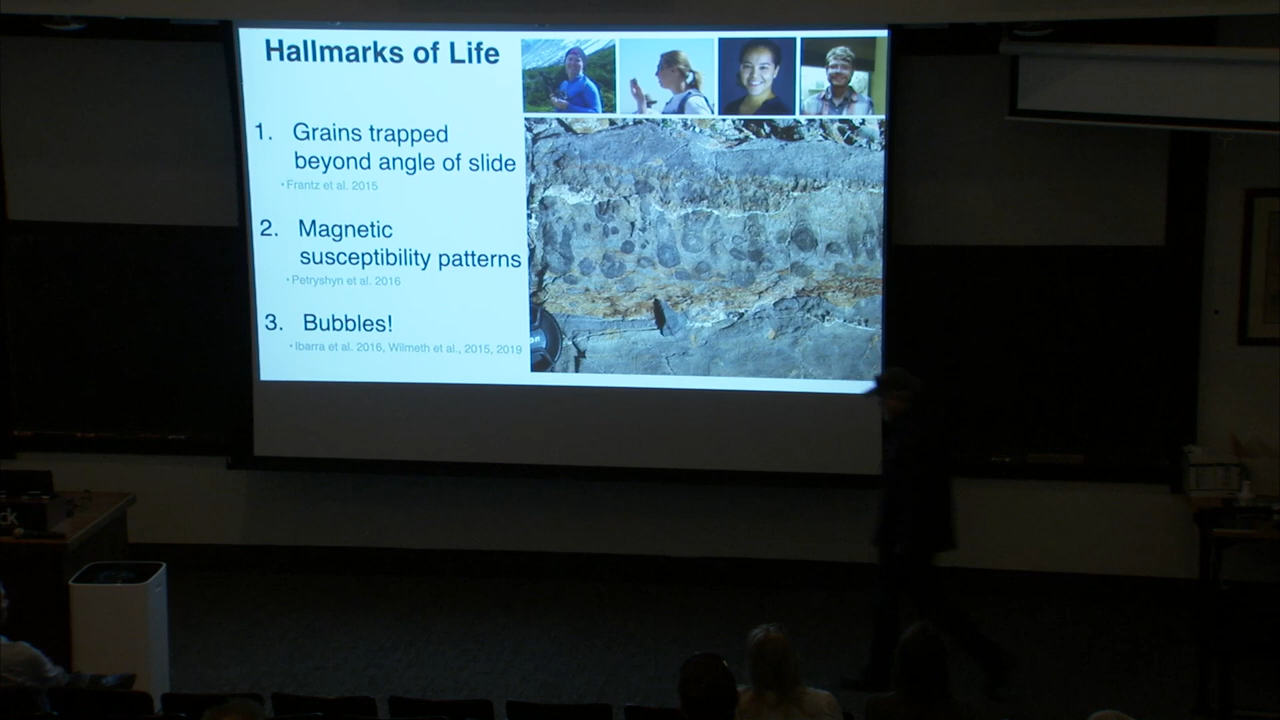 Hallmarks of Life
1. Grains trapped
beyond angle of slide
• Frantz et al. 2015
2. Magnetic
susceptibility patterns
• Petryshyn et al. 2016
3. Bubbles!
• Ibarra et al. 2016, Wilmeth et al., 2015, 2019